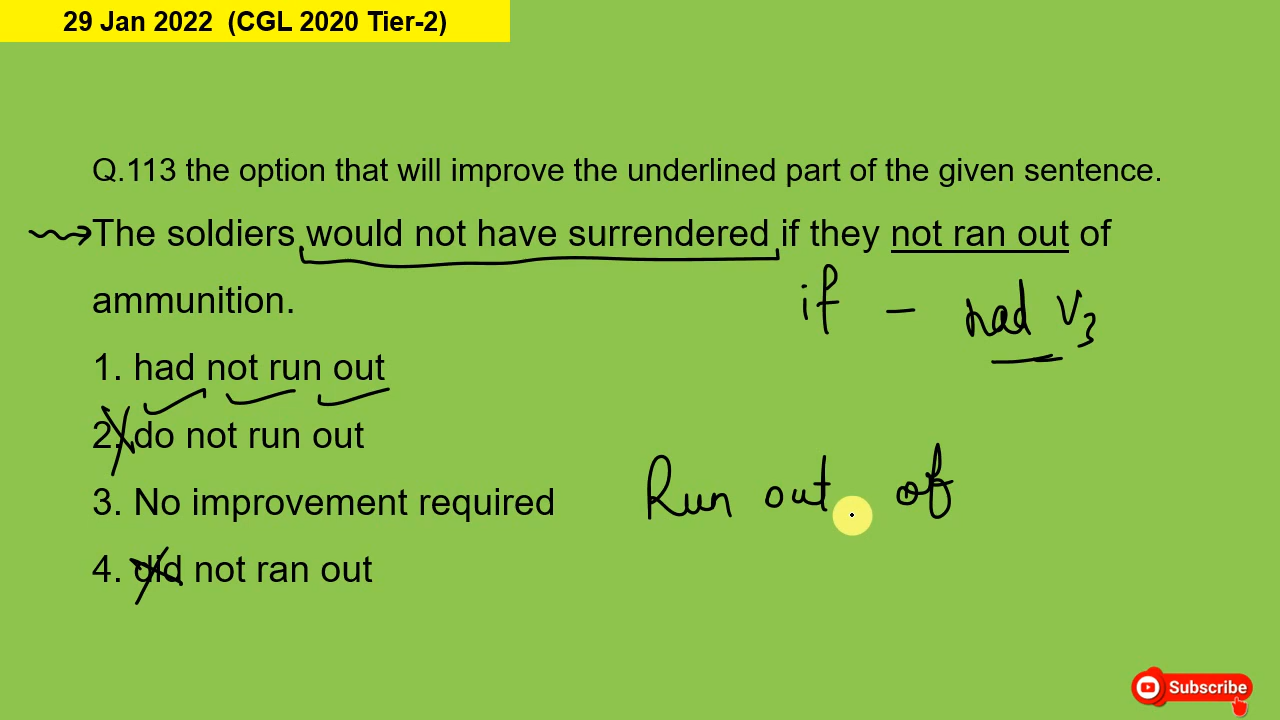 29 Jan 2022 (CGL 2020 Tier-2)
Q.113 the option that will improve the underlined part of the given sentence.
The soldiers would not have surrendered if they not ran out of
ammunition.
if - had V3
1. had not run out
2. do not run out
3. No improvement required
Run out of
4. did not ran out
Subscribe